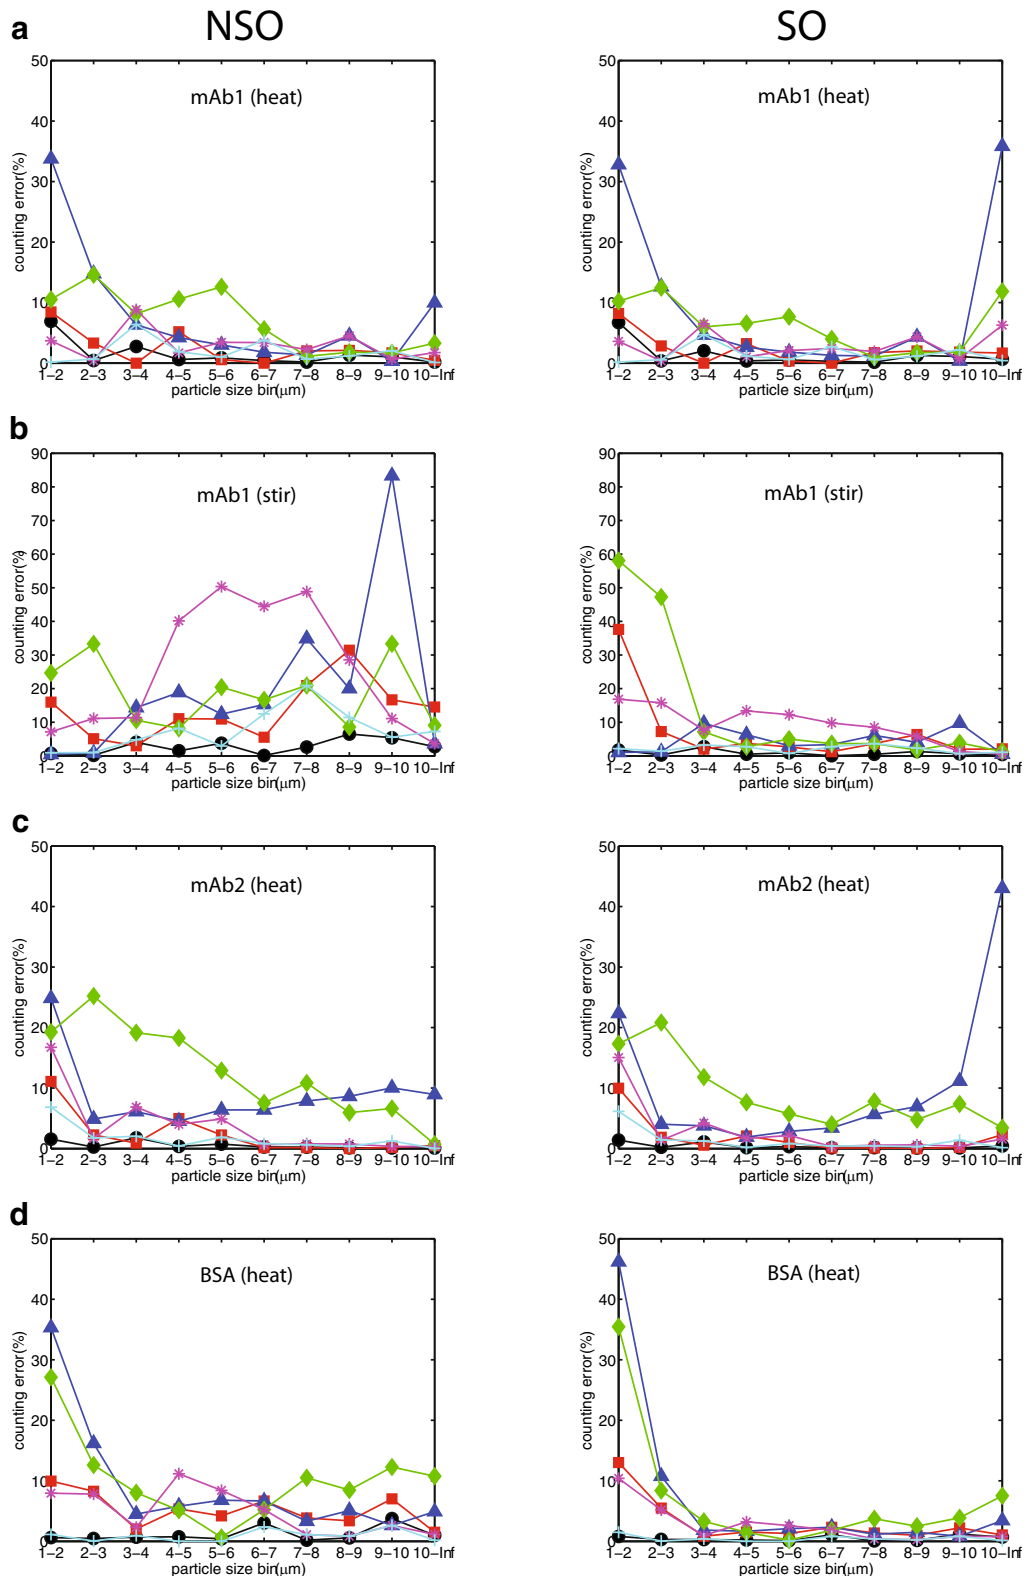 a
NSO
SO
mAb1 (heat)
counting error(%)
50
40
30
20
10
0
1–2 2–3 3–4 4–5 5–6 6–7 7–8 8–9 9–10 10–Inf
particle size bin(μm)
mAb1 (heat)
counting error(%)
50
40
30
20
10
0
1–2 2–3 3–4 4–5 5–6 6–7 7–8 8–9 9–10 10–Inf
particle size bin(μm)
b
mAb1 (stir)
counting error(%)
90
80
70
60
50
40
30
20
10
0
1–2 2–3 3–4 4–5 5–6 6–7 7–8 8–9 9–10 10–Inf
particle size bin(μm)
mAb1 (stir)
counting error(%)
90
80
70
60
50
40
30
20
10
0
1–2 2–3 3–4 4–5 5–6 6–7 7–8 8–9 9–10 10–Inf
particle size bin(μm)
c
mAb2 (heat)
counting error(%)
50
40
30
20
10
0
1–2 2–3 3–4 4–5 5–6 6–7 7–8 8–9 9–10 10–Inf
particle size bin(μm)
mAb2 (heat)
counting error(%)
50
40
30
20
10
0
1–2 2–3 3–4 4–5 5–6 6–7 7–8 8–9 9–10 10–Inf
particle size bin(μm)
d
BSA (heat)
counting error(%)
50
40
30
20
10
0
1–2 2–3 3–4 4–5 5–6 6–7 7–8 8–9 9–10 10–Inf
particle size bin(μm)
BSA (heat)
counting error(%)
50
40
30
20
10
0
1–2 2–3 3–4 4–5 5–6 6–7 7–8 8–9 9–10 10–Inf
particle size bin(μm)